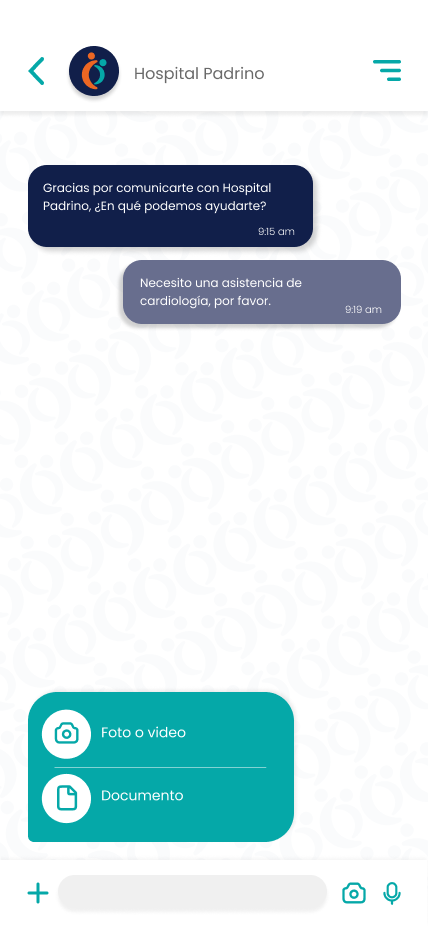 Hospital Padrino
Gracias por comunicarte con Hospital
Padrino, ¿En qué podemos ayudarte?
9:15 am
Necesito una asistencia de
cardiología, por favor.
9:19 am
Foto o video
Documento